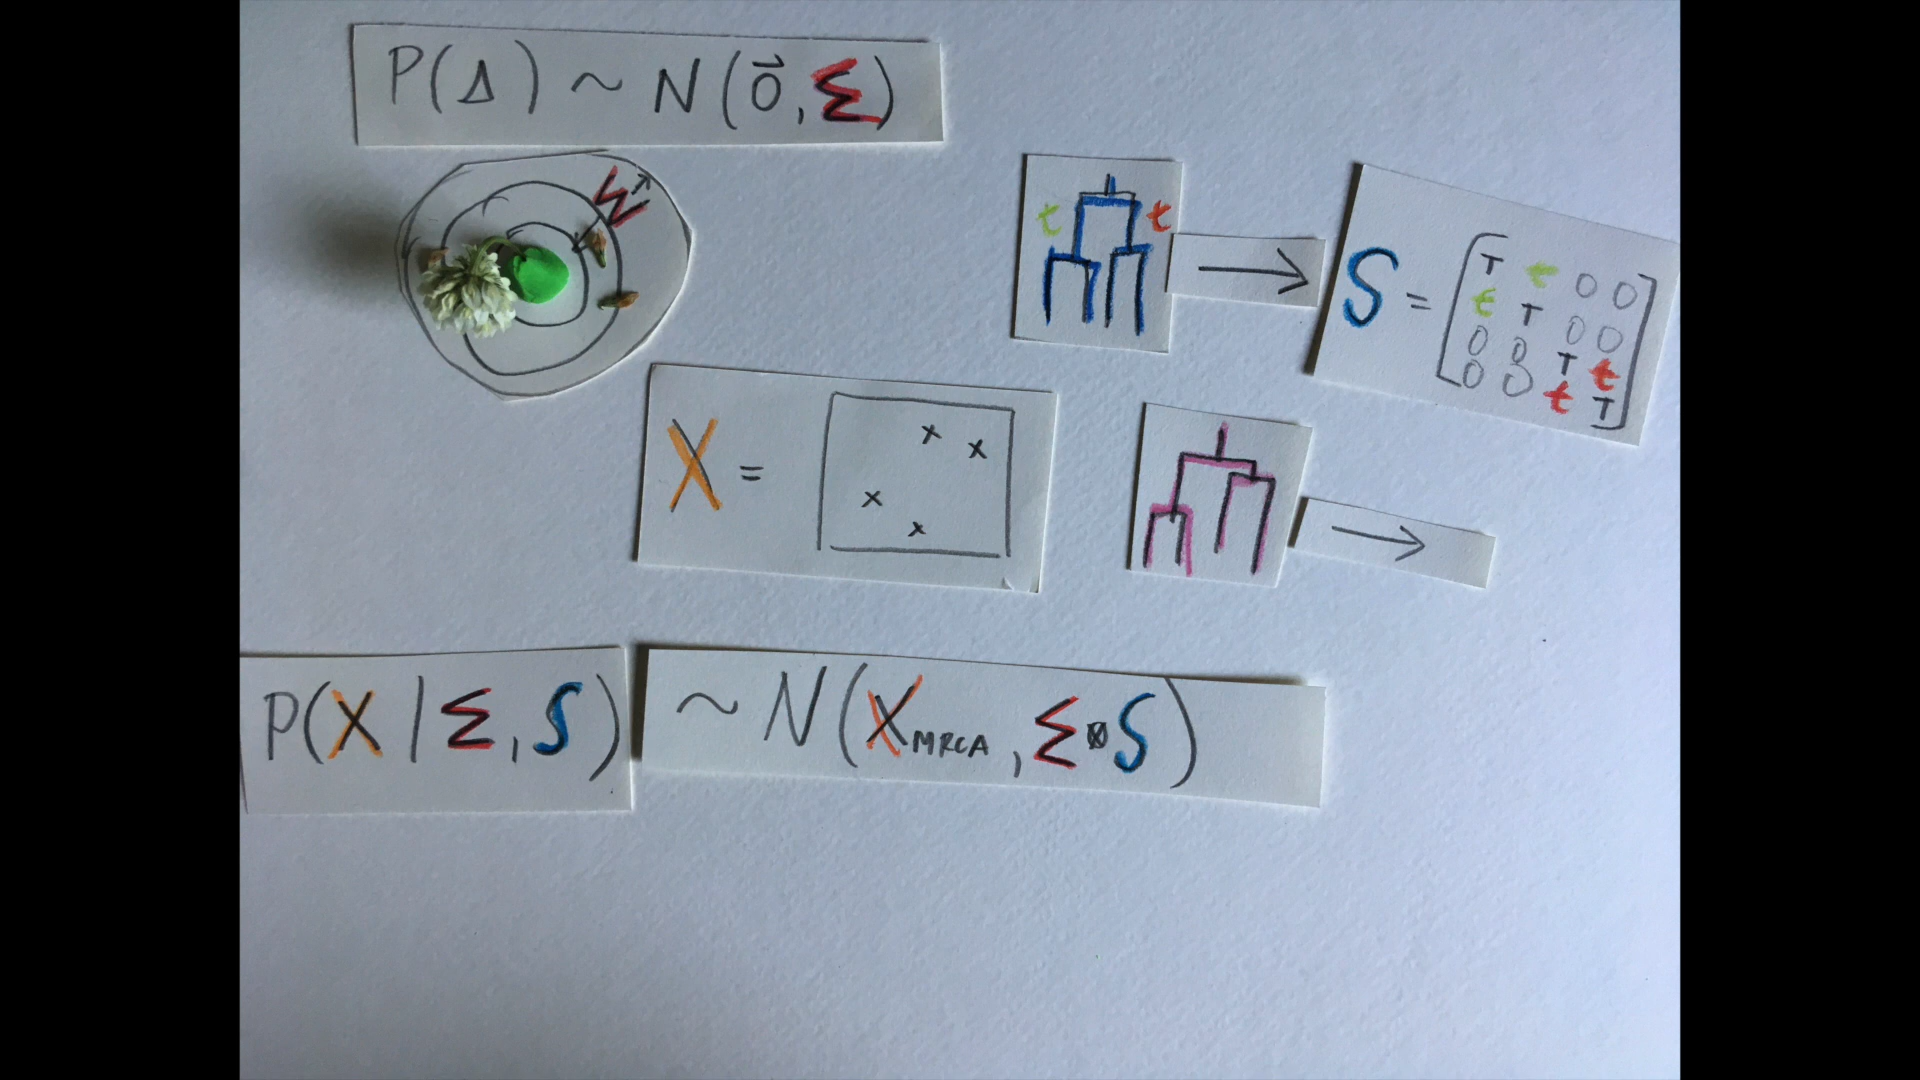 P(Δ) ~ N(0⃗, Σ)
Σ
t t
→
S = [T t 0 0
t T 0 0
0 0 T t
0 0 t T]
X = x x x x
→
P(X | Σ, S) ~ N(X_MRCA, Σ⊗S)